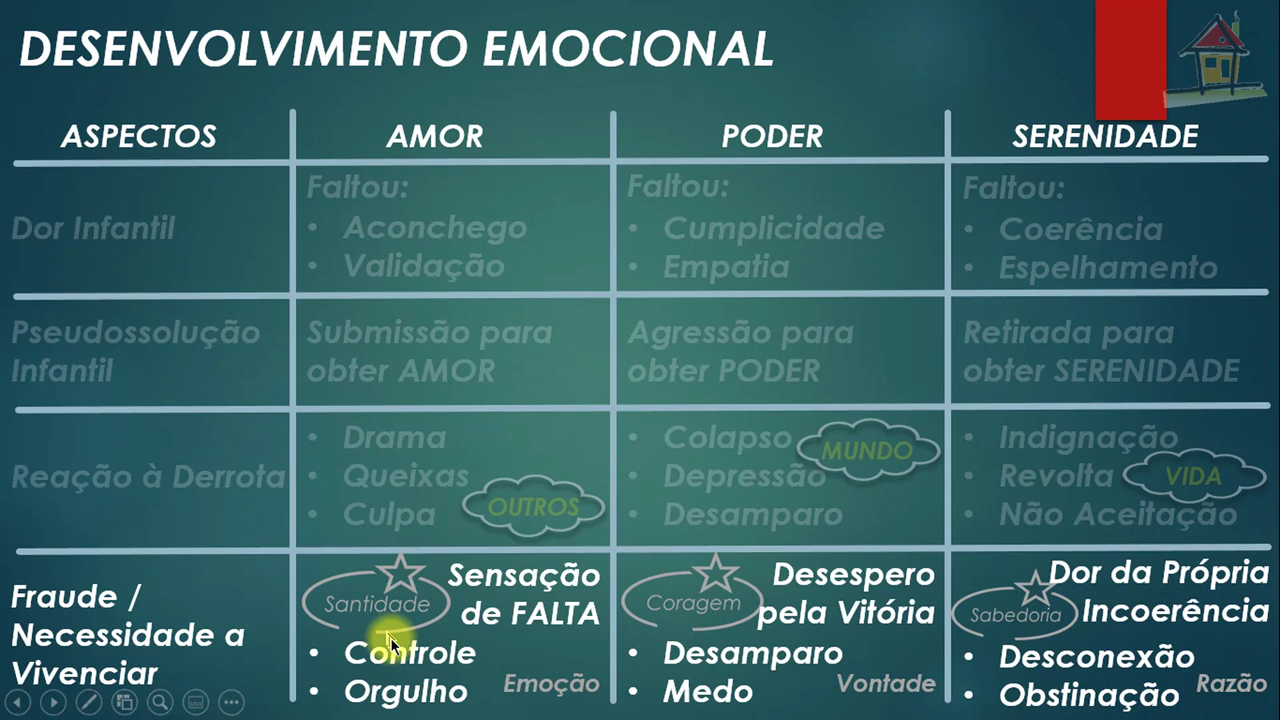 DESENVOLVIMENTO EMOCIONAL
ASPECTOS
AMOR
PODER
SERENIDADE
Dor Infantil
Faltou:
• Aconchego
• Validação
Faltou:
• Cumplicidade
• Empatia
Faltou:
• Coerência
• Espelhamento
Pseudossolução
Infantil
Submissão para
obter AMOR
Agressão para
obter PODER
Retirada para
obter SERENIDADE
Reação à Derrota
• Drama
• Queixas
• Culpa
OUTROS
• Colapso
• Depressão
• Desamparo
MUNDO
• Indignação
• Revolta
• Não Aceitação
VIDA
Fraude /
Necessidade a
Vivenciar
Santidade
Sensação
de FALTA
• Controle
• Orgulho
Emoção
Coragem
Desespero
pela Vitória
• Desamparo
• Medo
Vontade
Sabedoria
Dor da Própria
Incoerência
• Desconexão
• Obstinação
Razão